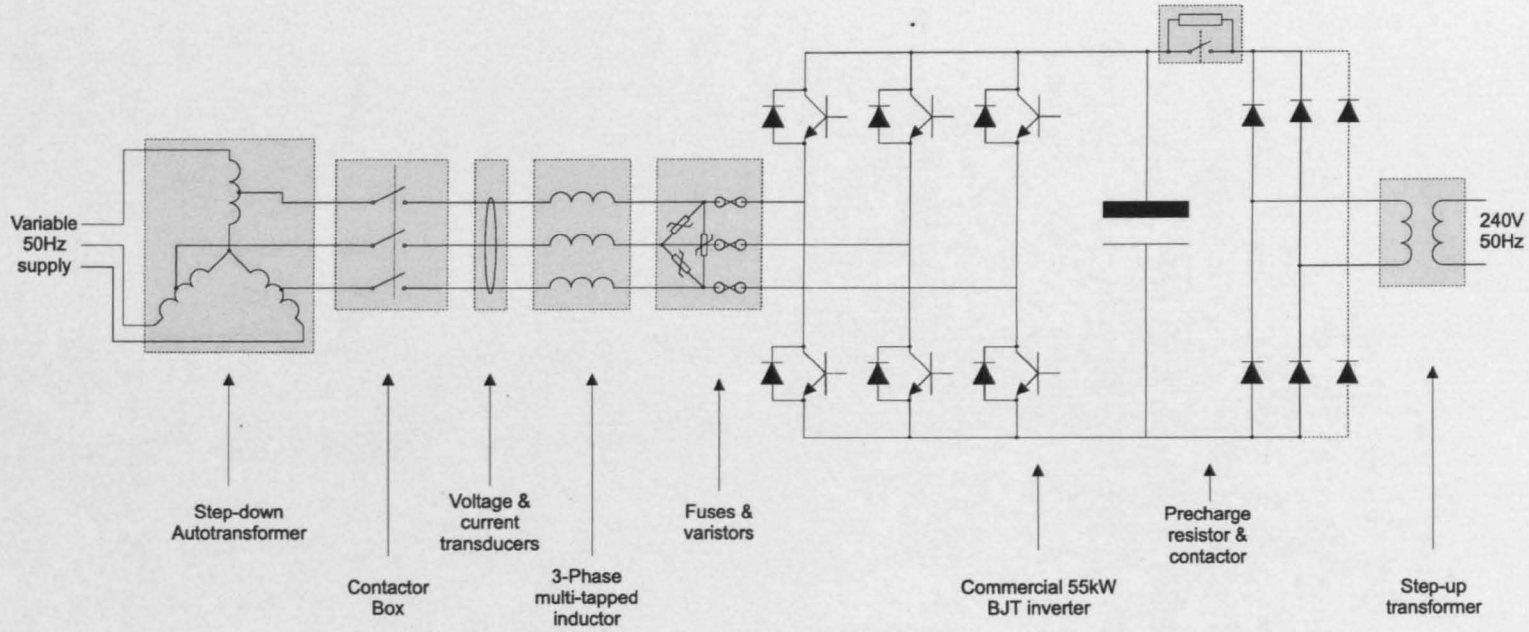 Variable
50Hz
supply
240V
50Hz
Step-down
Autotransformer
Contactor
Box
Voltage &
current
transducers
3-Phase
multi-tapped
inductor
Fuses &
varistors
Commercial 55kW
BJT inverter
Precharge
resistor &
contactor
Step-up
transformer